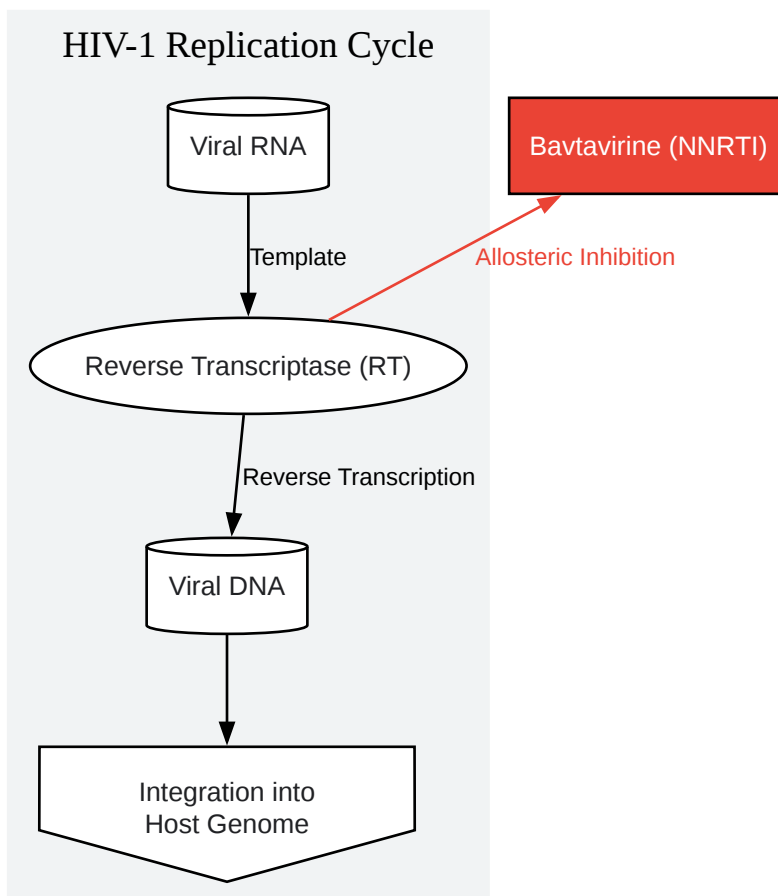 HIV-1 Replication Cycle
Viral RNA
Bavtavirine (NNRTI)
Template
Allosteric Inhibition
Reverse Transcriptase (RT)
Reverse Transcription
Viral DNA
Integration into
Host Genome